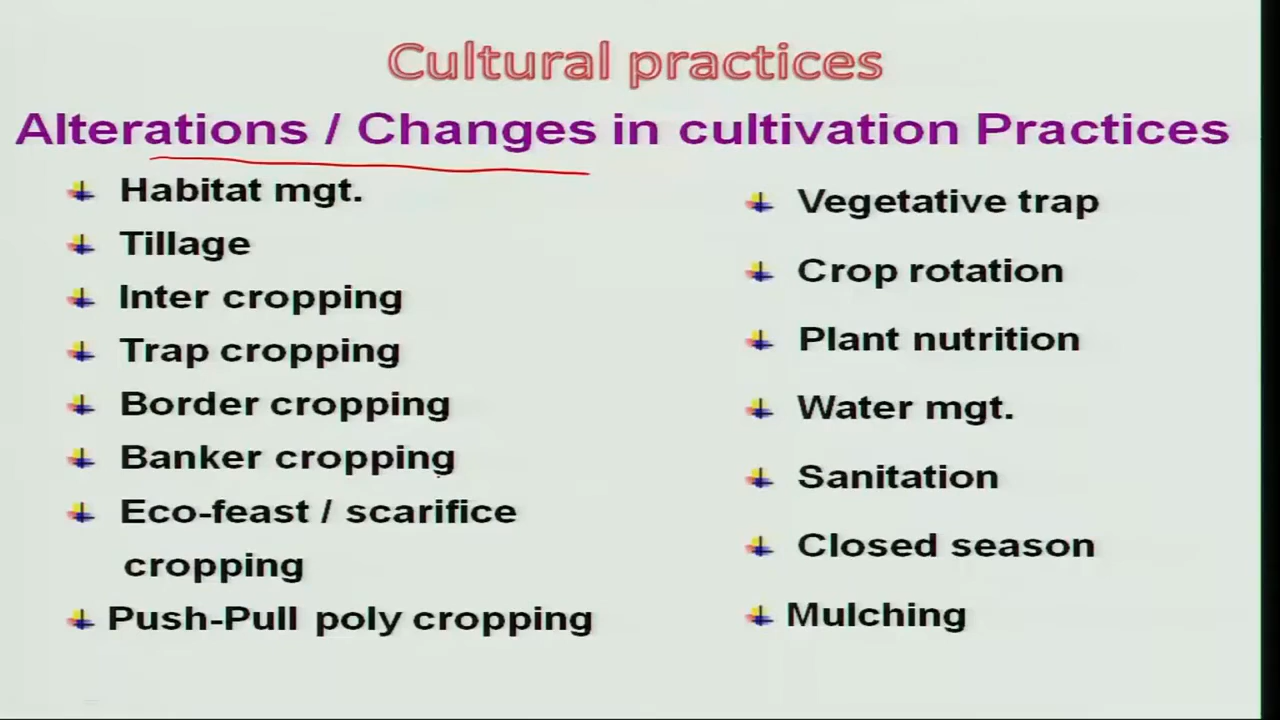 Cultural practices
Alterations / Changes in cultivation Practices
Habitat mgt.
Tillage
Inter cropping
Trap cropping
Border cropping
Banker cropping
Eco-feast / scarifice
cropping
Push-Pull poly cropping
Vegetative trap
Crop rotation
Plant nutrition
Water mgt.
Sanitation
Closed season
Mulching